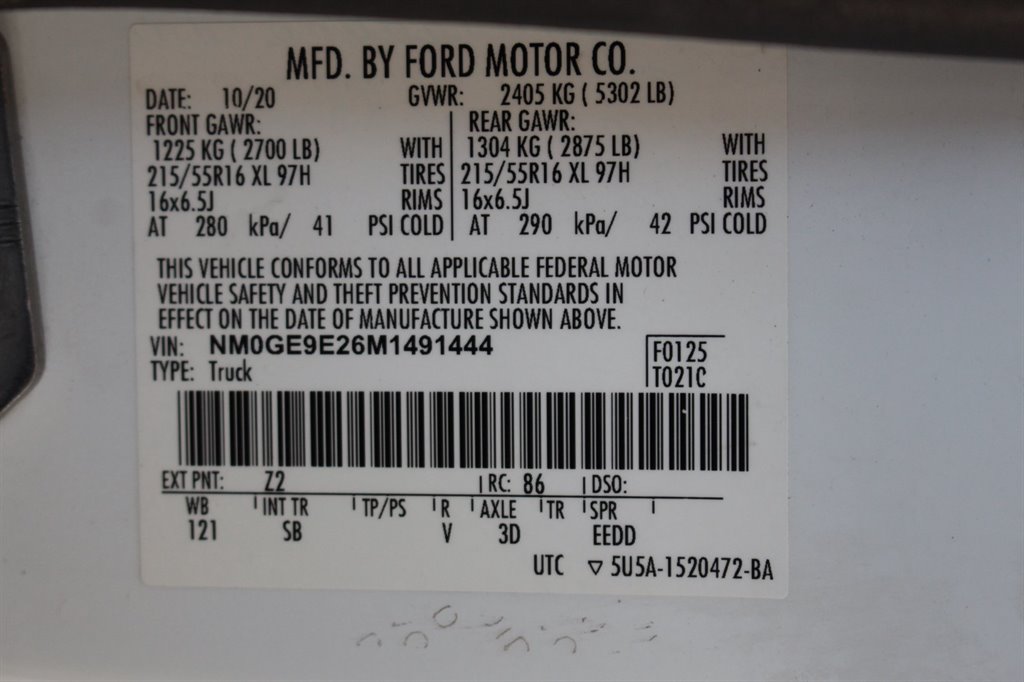 MFD. BY FORD MOTOR CO.
DATE: 10/20 GVWR: 2405 KG ( 5302 LB)
FRONT GAWR: REAR GAWR:
1225 KG ( 2700 LB) WITH 1304 KG ( 2875 LB) WITH
215/55R16 XL 97H TIRES 215/55R16 XL 97H TIRES
16x6.5J RIMS 16x6.5J RIMS
AT 280 kPa/ 41 PSI COLD AT 290 kPa/ 42 PSI COLD
THIS VEHICLE CONFORMS TO ALL APPLICABLE FEDERAL MOTOR
VEHICLE SAFETY AND THEFT PREVENTION STANDARDS IN
EFFECT ON THE DATE OF MANUFACTURE SHOWN ABOVE.
VIN: NM0GE9E26M1491444
TYPE: Truck
F0125
T021C
EXT PNT: Z2 RC: 86 DSO:
WB INT TR TP/PS R AXLE TR SPR
121 SB V 3D EEDD
UTC ▽ 5U5A-1520472-BA